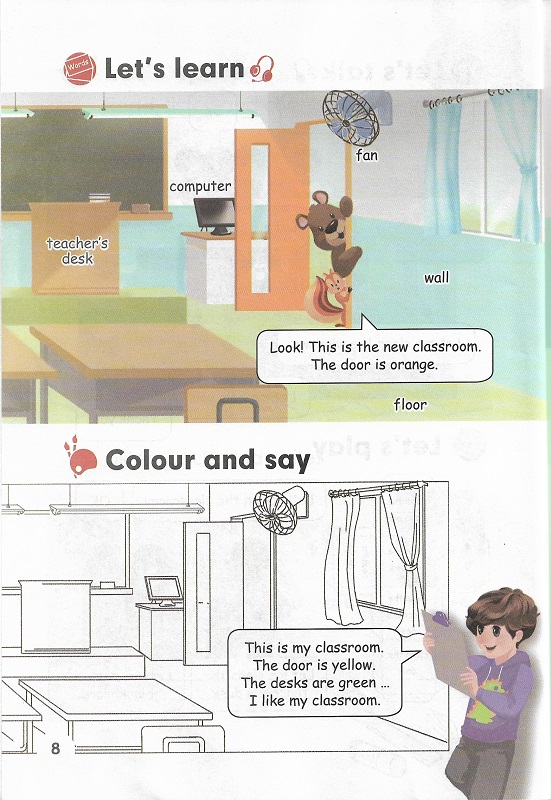 Words
Let's learn
fan
computer
teacher's
desk
wall
Look! This is the new classroom.
The door is orange.
floor
Colour and say
This is my classroom.
The door is yellow.
The desks are green ...
I like my classroom.
8